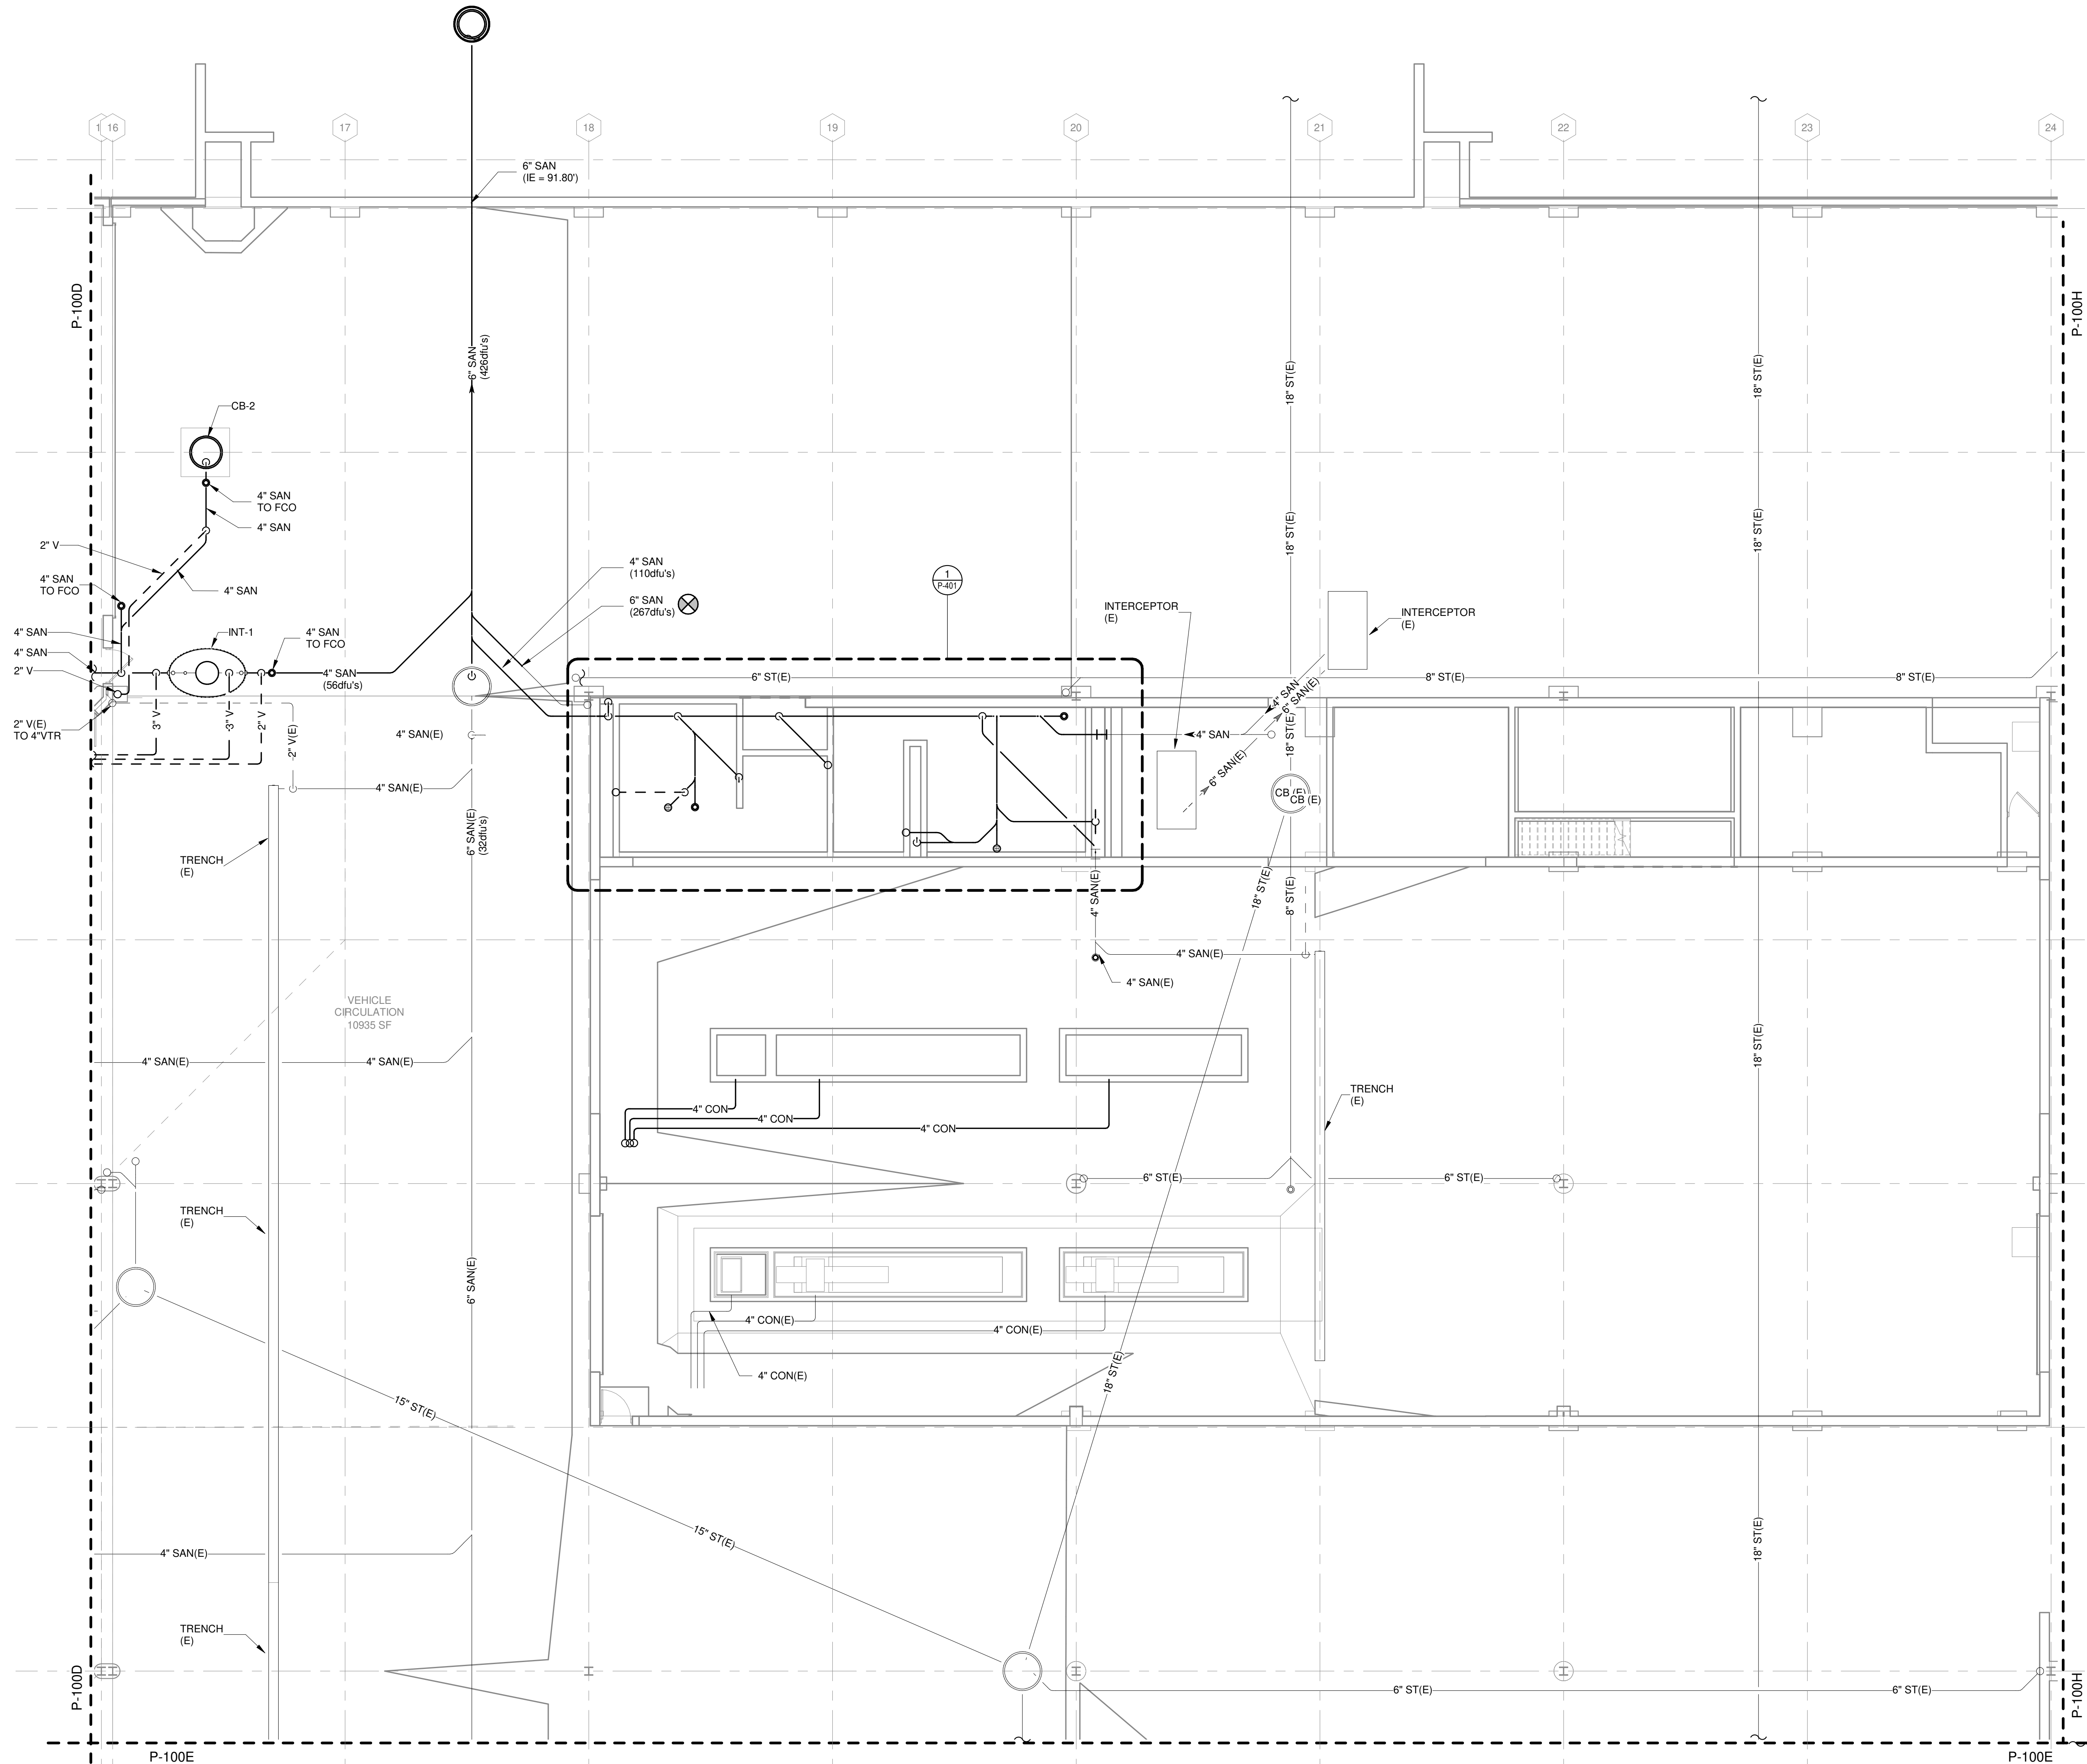 6" SAN
(IE = 91.80')
1
16
17
18
19
20
21
22
23
24
P-100D
P-100H
6" SAN
(426dfu's)
18" ST(E)
18" ST(E)
CB-2
4" SAN
TO FCO
4" SAN
18" ST(E)
18" ST(E)
2" V
4" SAN
TO FCO
4" SAN
4" SAN
(110dfu's)
6" SAN
(267dfu's)
1
P-401
INTERCEPTOR
(E)
INTERCEPTOR
(E)
4" SAN
4" SAN
2" V
INT-1
4" SAN
TO FCO
4" SAN
(56dfu's)
6" ST(E)
8" ST(E)
8" ST(E)
4" SAN
6" SAN(E)
2" V(E)
TO 4"VTR
3" V
3" V
2" V
2" V(E)
4" SAN(E)
4" SAN
18" ST(E)
6" SAN(E)
4" SAN(E)
CB (E)
CB (E)
6" SAN(E)
(32dfu's)
TRENCH
(E)
4" SAN(E)
18" ST(E)
8" ST(E)
4" SAN(E)
4" SAN(E)
VEHICLE
CIRCULATION
10935 SF
18" ST(E)
4" SAN(E)
4" SAN(E)
TRENCH
(E)
4" CON
4" CON
4" CON
6" ST(E)
6" ST(E)
TRENCH
(E)
6" SAN(E)
4" CON(E)
4" CON(E)
4" CON(E)
18" ST(E)
15" ST(E)
15" ST(E)
18" ST(E)
4" SAN(E)
TRENCH
(E)
P-100D
6" ST(E)
6" ST(E)
P-100H
P-100E
P-100E